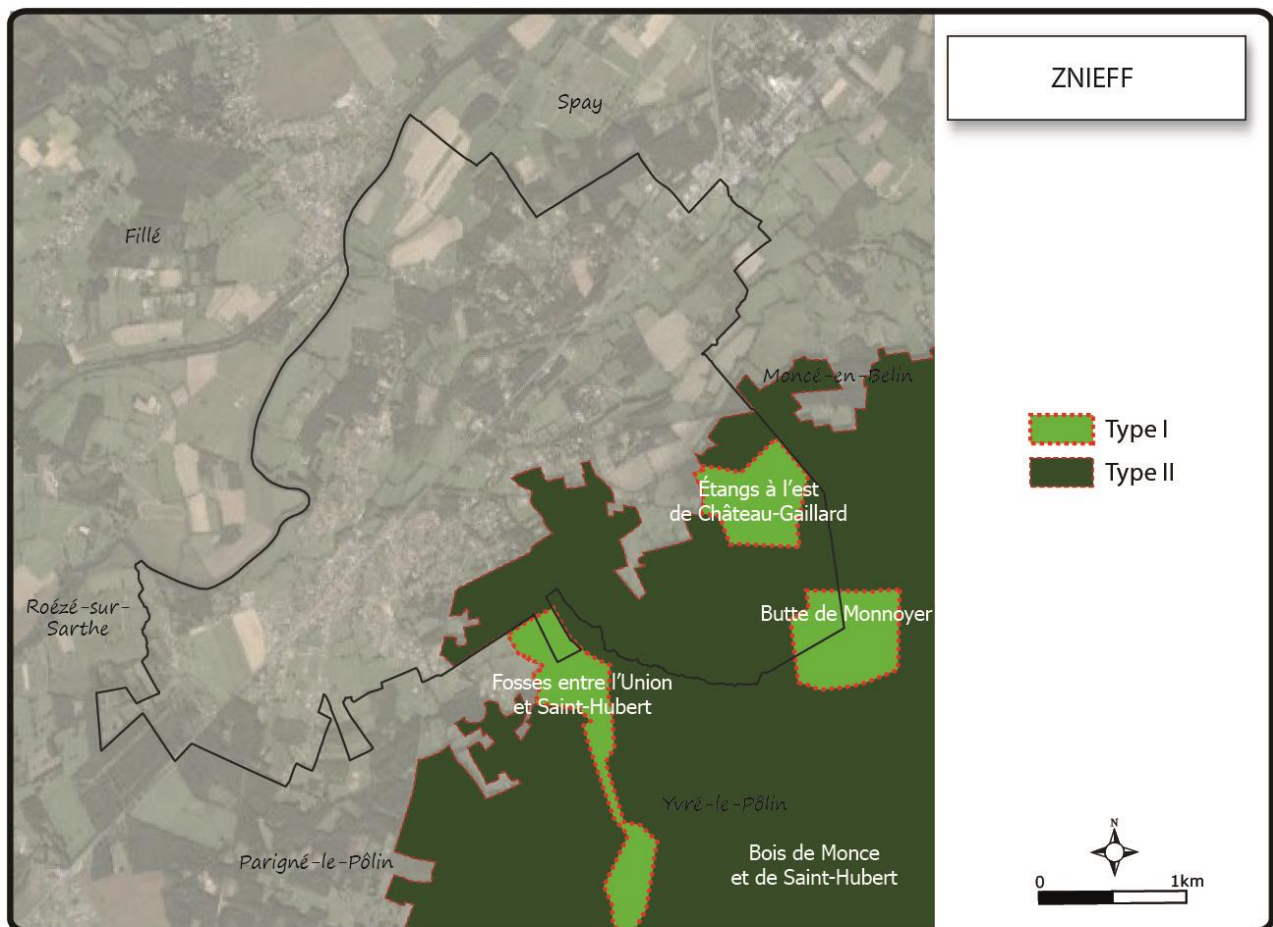 ZNIEFF
Spay
Fillé
Moncé-en-Belin
Type I
Type II
Étangs à l'est
de Château-Gaillard
Roézé-sur-
Sarthe
Butte de Monnoyer
Fosses entre l'Union
et Saint-Hubert
Yvré-le-Pôlin
Parigné-le-Pôlin
Bois de Monce
et de Saint-Hubert
N
0 1km